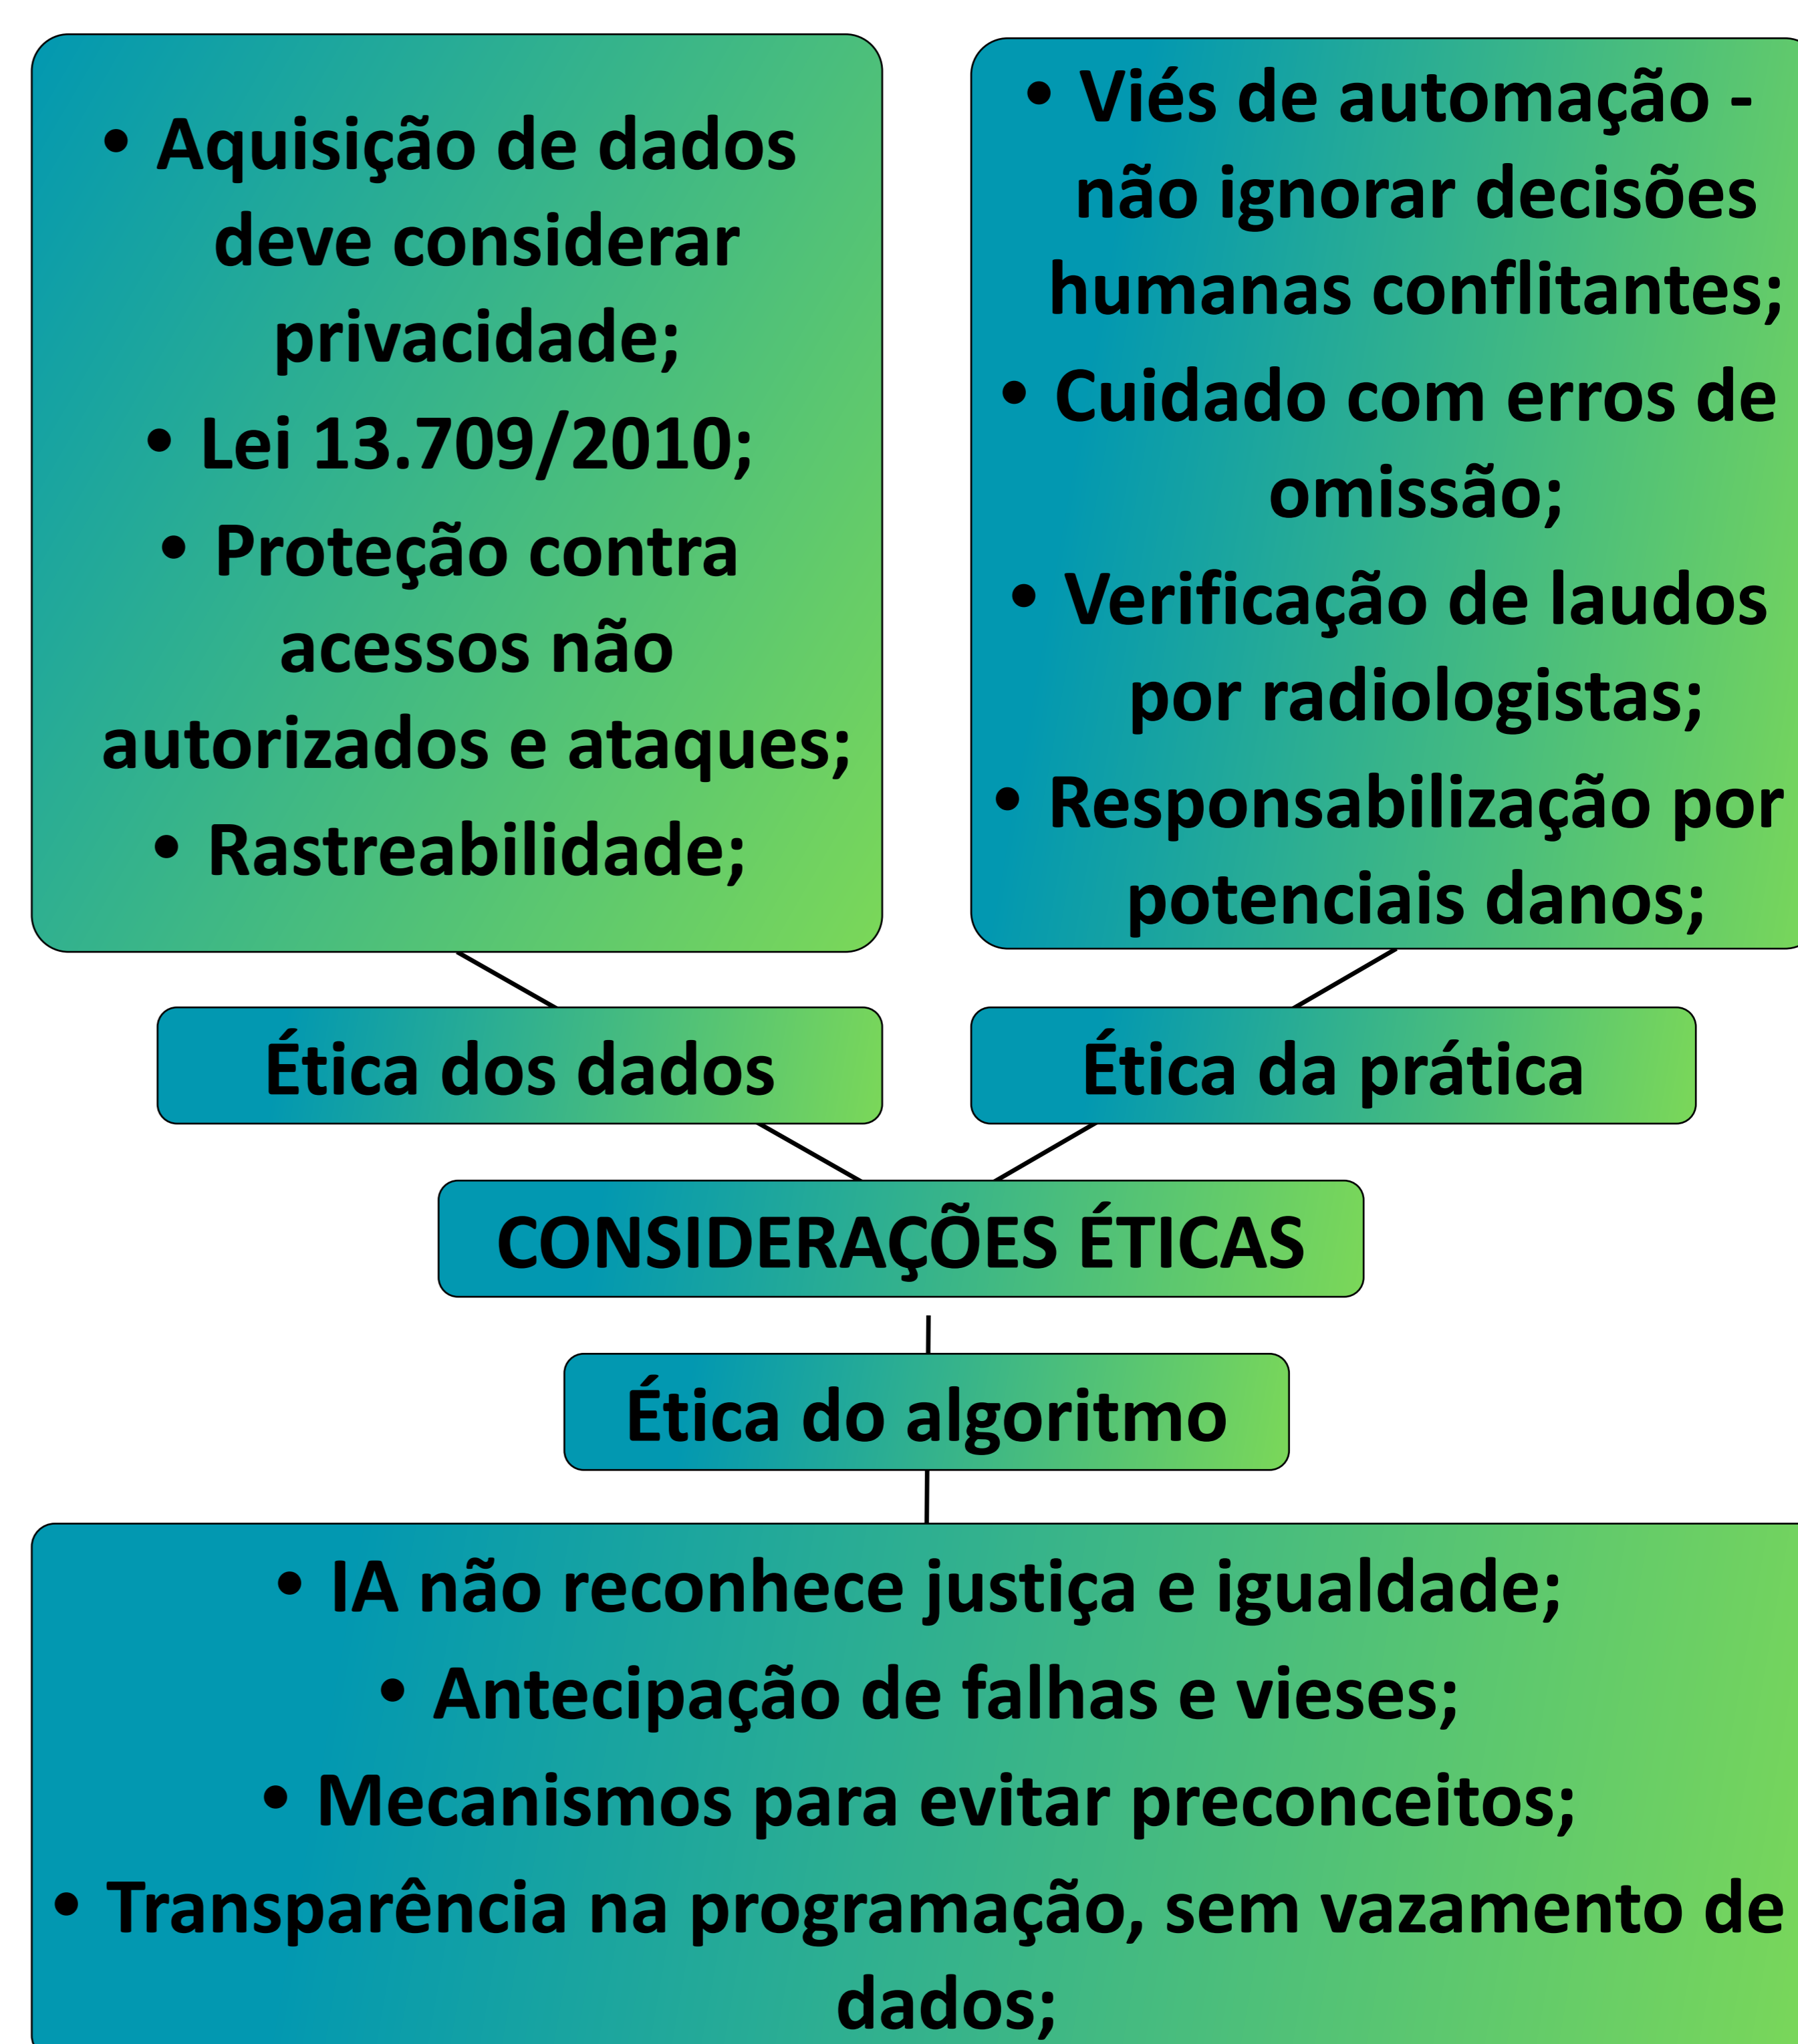 • Aquisição de dados
deve considerar
privacidade;
• Lei 13.709/2010;
• Proteção contra
acessos não
autorizados e ataques;
• Rastreabilidade;
• Viés de automação -
não ignorar decisões
humanas conflitantes;
• Cuidado com erros de
omissão;
• Verificação de laudos
por radiologistas;
• Responsabilização por
potenciais danos;
Ética dos dados
Ética da prática
CONSIDERAÇÕES ÉTICAS
Ética do algoritmo
• IA não reconhece justiça e igualdade;
• Antecipação de falhas e vieses;
• Mecanismos para evitar preconceitos;
• Transparência na programação, sem vazamento de
dados;